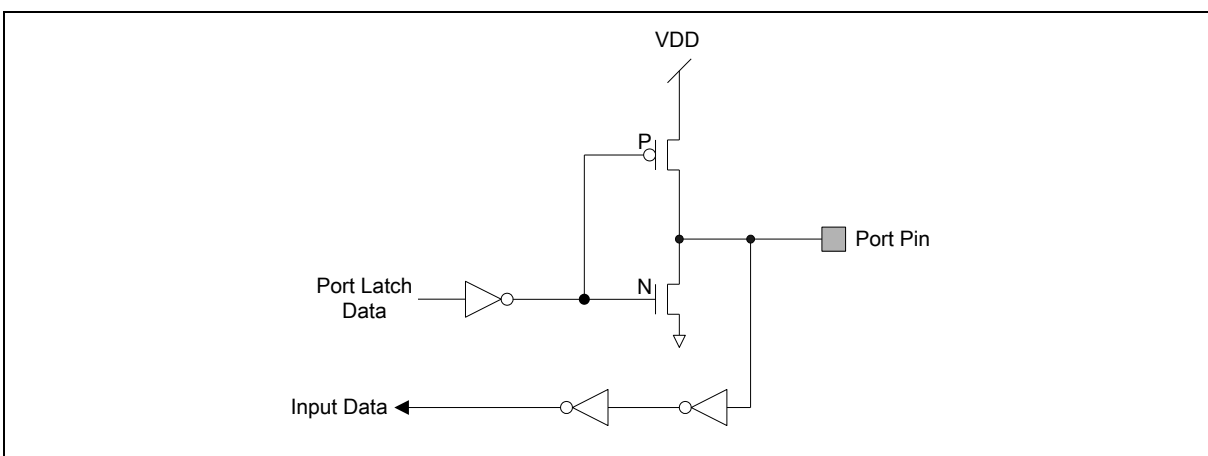 VDD
P
Port Pin
N
Port Latch
Data
Input Data